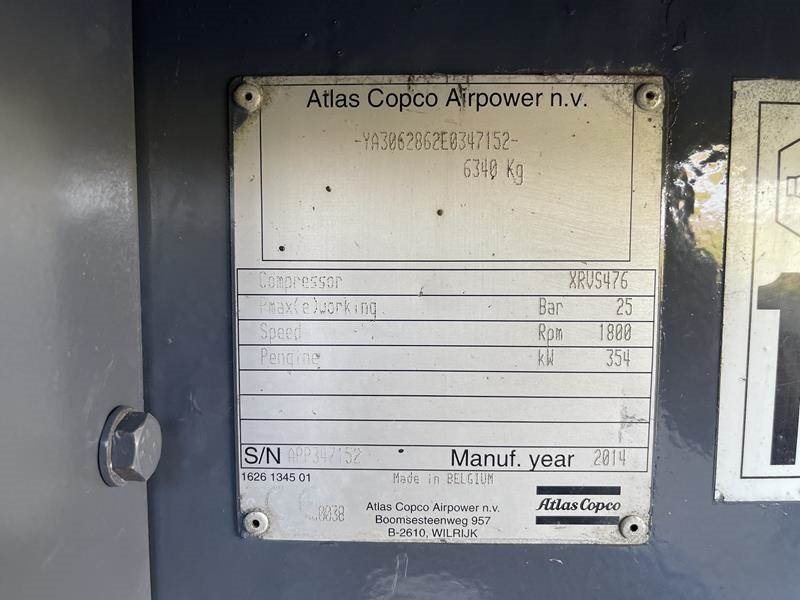 Atlas Copco Airpower n.v.
-YA3062862E0347152-
6340 Kg
Compressor XRVS476
Pmax(e)working Bar 25
Speed Rpm 1800
Pengine kW 354
S/N APP347152 Manuf. year 2014
1626 1345 01 Made in BELGIUM
CE 0038
Atlas Copco Airpower n.v.
Boomsesteenweg 957
B-2610, WILRIJK
Atlas Copco